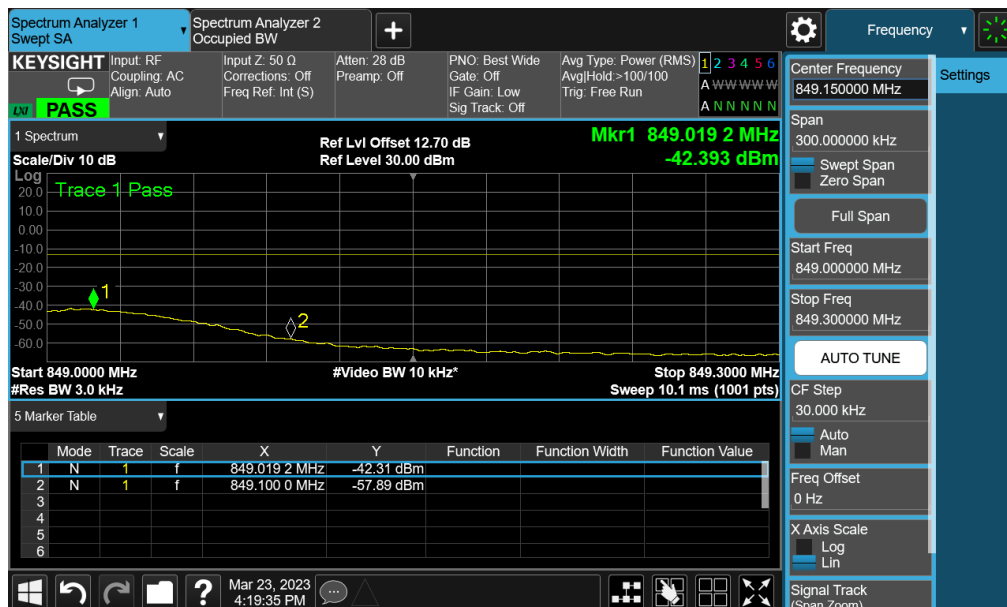 Spectrum Analyzer 1
Swept SA
Spectrum Analyzer 2
Occupied BW
Frequency
KEYSIGHT
LXI
PASS
Input: RF
Coupling: AC
Align: Auto
Input Z: 50 Ω
Corrections: Off
Freq Ref: Int (S)
Atten: 28 dB
Preamp: Off
PNO: Best Wide
Gate: Off
IF Gain: Low
Sig Track: Off
Avg Type: Power (RMS)
Avg|Hold:>100/100
Trig: Free Run
1 2 3 4 5 6
A W W W W W
A N N N N N
1 Spectrum
Scale/Div 10 dB
Ref Lvl Offset 12.70 dB
Ref Level 30.00 dBm
Mkr1 849.019 2 MHz
-42.393 dBm
Log
Trace 1 Pass
20.0
10.0
0.00
-10.0
-20.0
-30.0
-40.0
-50.0
-60.0
1
2
Start 849.0000 MHz
#Video BW 10 kHz*
Stop 849.3000 MHz
#Res BW 3.0 kHz
Sweep 10.1 ms (1001 pts)
5 Marker Table
Mode Trace Scale X Y Function Function Width Function Value
1 N 1 f 849.019 2 MHz -42.31 dBm
2 N 1 f 849.100 0 MHz -57.89 dBm
3
4
5
6
Mar 23, 2023
4:19:35 PM
Center Frequency
849.150000 MHz
Settings
Span
300.000000 kHz
Swept Span
Zero Span
Full Span
Start Freq
849.000000 MHz
Stop Freq
849.300000 MHz
AUTO TUNE
CF Step
30.000 kHz
Auto
Man
Freq Offset
0 Hz
X Axis Scale
Log
Lin
Signal Track
(Span Zoom)